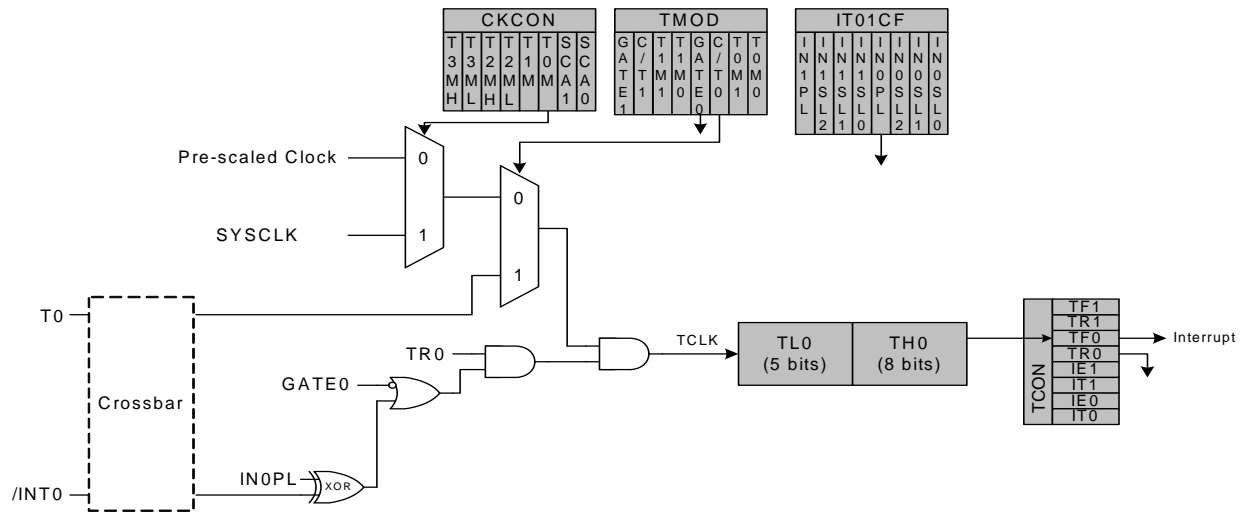 CKCON
T3MH
T3ML
T2MH
T2ML
T1M
T0M
SCA1
SCA0
TMOD
GATE1
C/T1
T1M1
T1M0
GATE0
C/T0
T0M1
T0M0
IT01CF
IN1PL
IN1SL2
IN1SL1
IN1SL0
IN0PL
IN0SL2
IN0SL1
IN0SL0
Pre-scaled Clock
0
SYSCLK
1
0
1
T0
Crossbar
/INT0
TR0
GATE0
IN0PL
XOR
TCLK
TL0
(5 bits)
TH0
(8 bits)
TCON
TF1
TR1
TF0
TR0
IE1
IT1
IE0
IT0
Interrupt